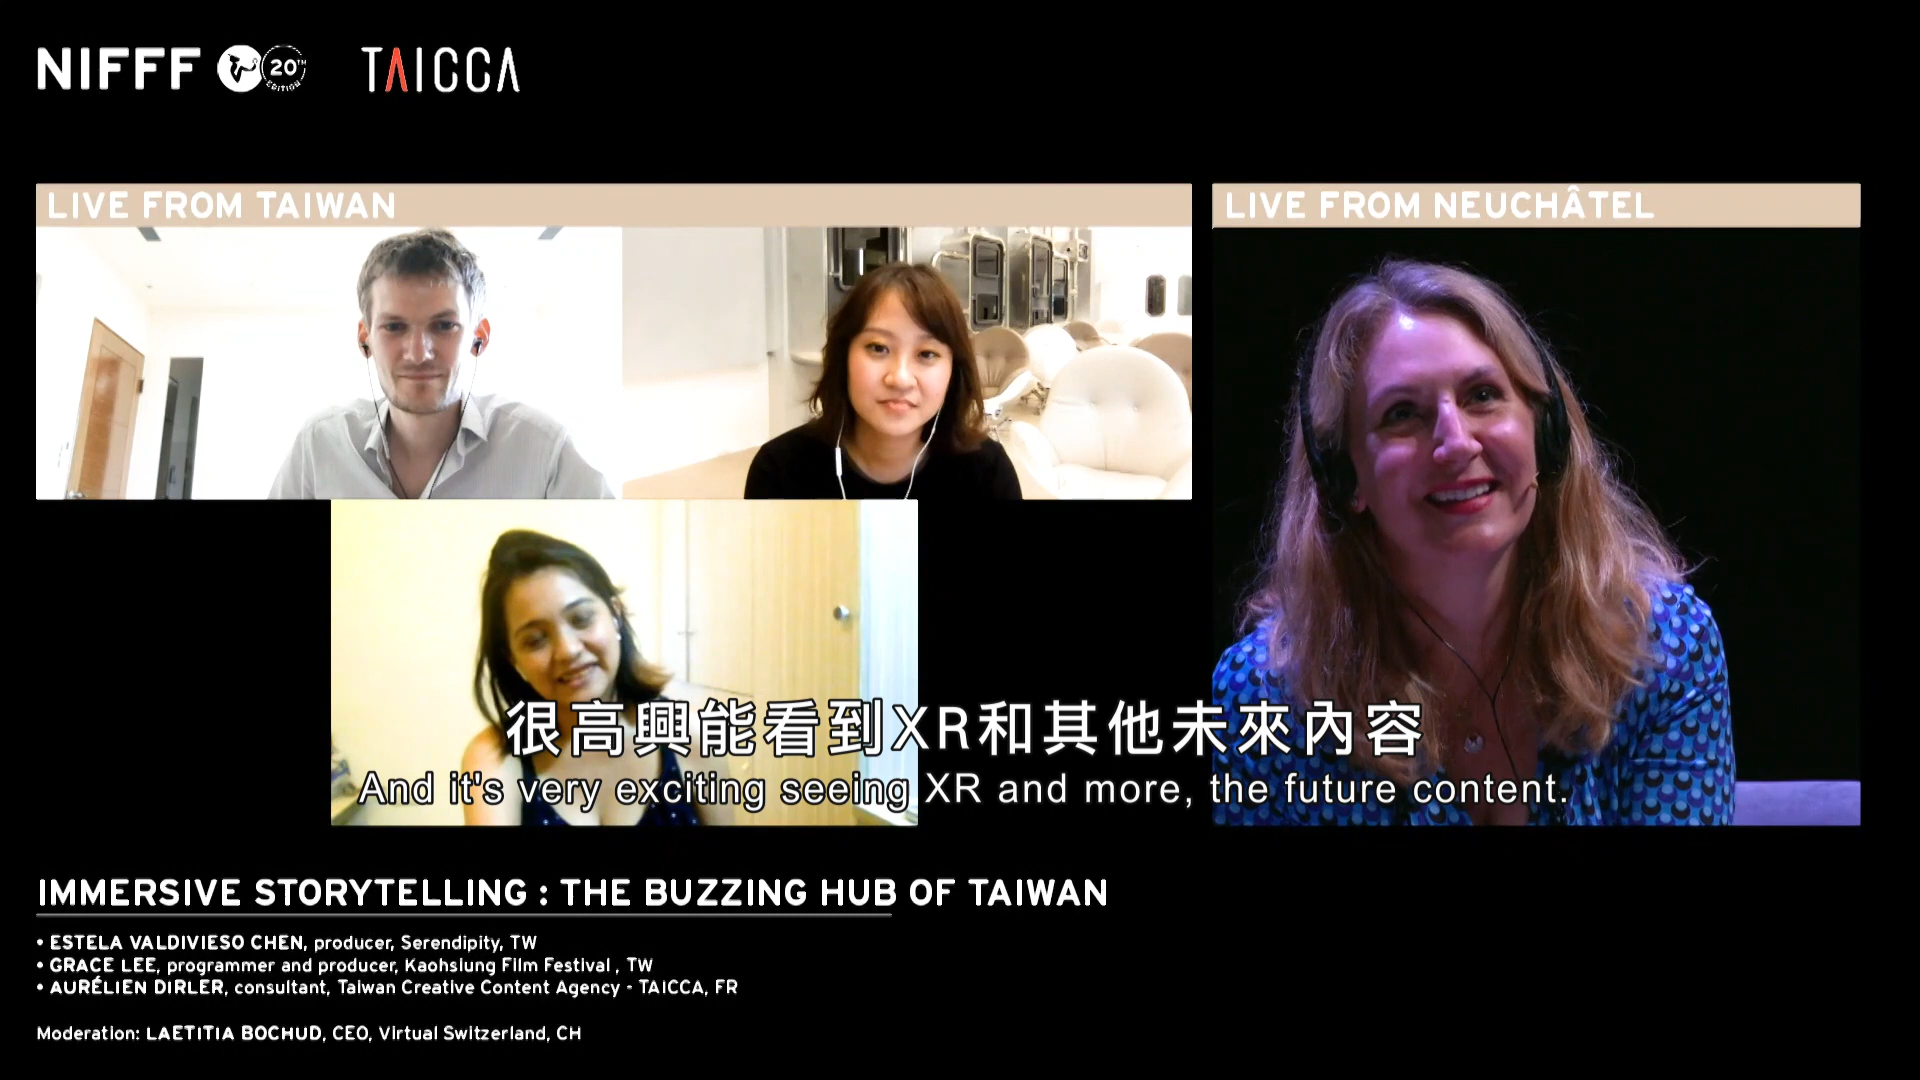 NIFFF 20TH EDITION TAICCA
LIVE FROM TAIWAN
LIVE FROM NEUCHÂTEL
很高興能看到XR和其他未來內容
And it's very exciting seeing XR and more, the future content.
IMMERSIVE STORYTELLING : THE BUZZING HUB OF TAIWAN
• ESTELA VALDIVIESO CHEN, producer, Serendipity, TW
• GRACE LEE, programmer and producer, Kaohsiung Film Festival , TW
• AURÉLIEN DIRLER, consultant, Taiwan Creative Content Agency - TAICCA, FR
Moderation: LAETITIA BOCHUD, CEO, Virtual Switzerland, CH